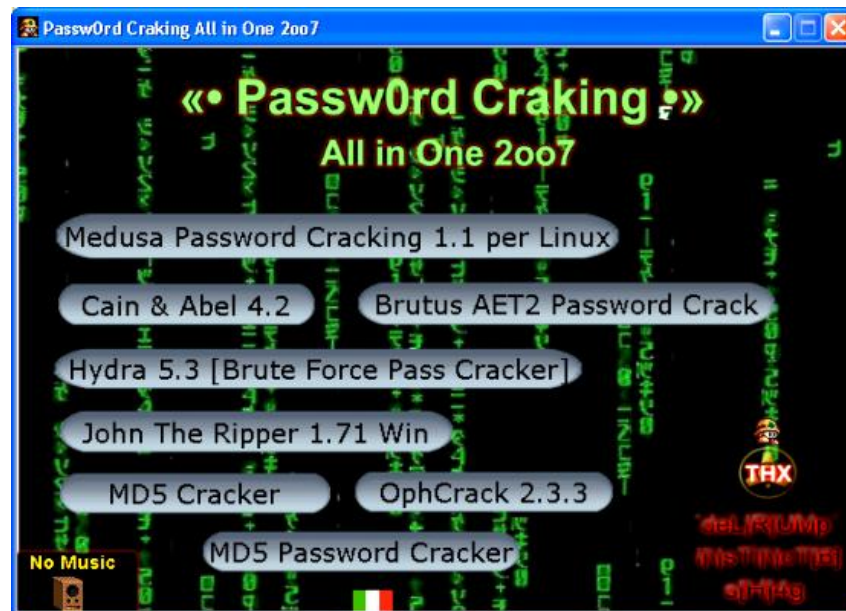 Passw0rd Craking All in One 2oo7
«• Passw0rd Craking •»
All in One 2oo7
Medusa Password Cracking 1.1 per Linux
Cain & Abel 4.2
Brutus AET2 Password Crack
Hydra 5.3 [Brute Force Pass Cracker]
John The Ripper 1.71 Win
MD5 Cracker
OphCrack 2.3.3
MD5 Password Cracker
THX
No Music